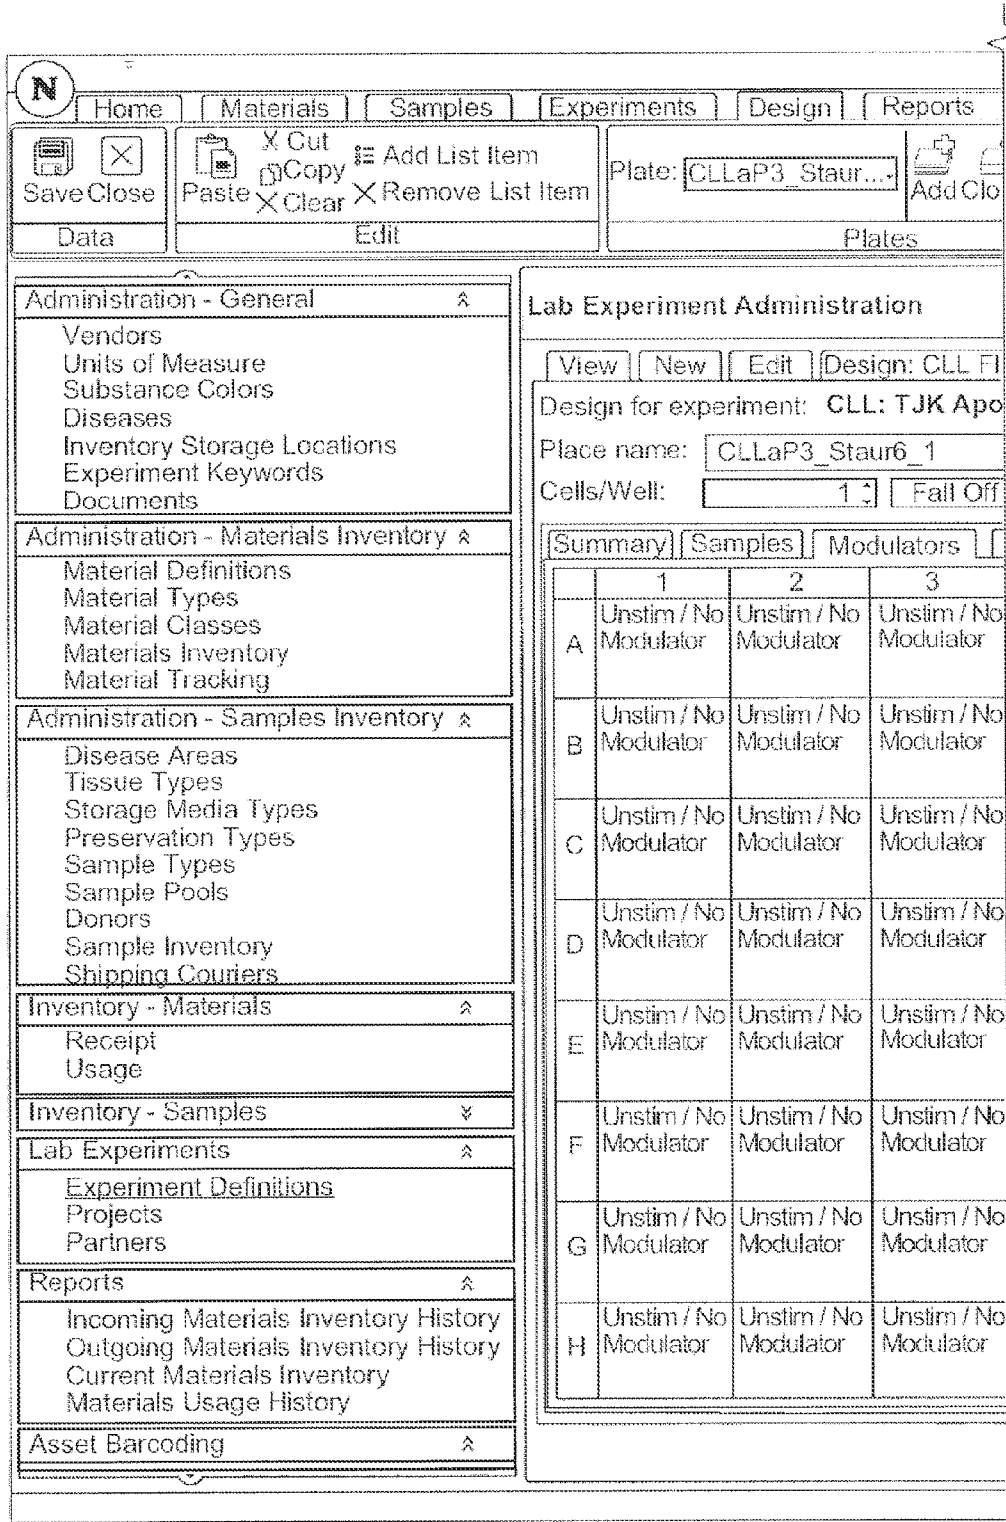 N
Home Materials Samples Experiments Design Reports
Save Close Paste X Cut Copy Clear Add List Item Remove List Item Plate: CLLaP3_Staur... Add Clo
Data Edit Plates
Administration - General
Vendors
Units of Measure
Substance Colors
Diseases
Inventory Storage Locations
Experiment Keywords
Documents
Administration - Materials Inventory
Material Definitions
Material Types
Material Classes
Materials Inventory
Material Tracking
Administration - Samples Inventory
Disease Areas
Tissue Types
Storage Media Types
Preservation Types
Sample Types
Sample Pools
Donors
Sample Inventory
Shipping Couriers
Inventory - Materials
Receipt
Usage
Inventory - Samples
Lab Experiments
Experiment Definitions
Projects
Partners
Reports
Incoming Materials Inventory History
Outgoing Materials Inventory History
Current Materials Inventory
Materials Usage History
Asset Barcoding
Lab Experiment Administration
View New Edit Design: CLL Fl
Design for experiment: CLL: TJK Apo
Place name: CLLaP3_Staur6_1
Cells/Well: 1 Fall Off
Summary Samples Modulators
1 2 3
A Unstim / No Modulator Unstim / No Modulator Unstim / No Modulator
B Unstim / No Modulator Unstim / No Modulator Unstim / No Modulator
C Unstim / No Modulator Unstim / No Modulator Unstim / No Modulator
D Unstim / No Modulator Unstim / No Modulator Unstim / No Modulator
E Unstim / No Modulator Unstim / No Modulator Unstim / No Modulator
F Unstim / No Modulator Unstim / No Modulator Unstim / No Modulator
G Unstim / No Modulator Unstim / No Modulator Unstim / No Modulator
H Unstim / No Modulator Unstim / No Modulator Unstim / No Modulator